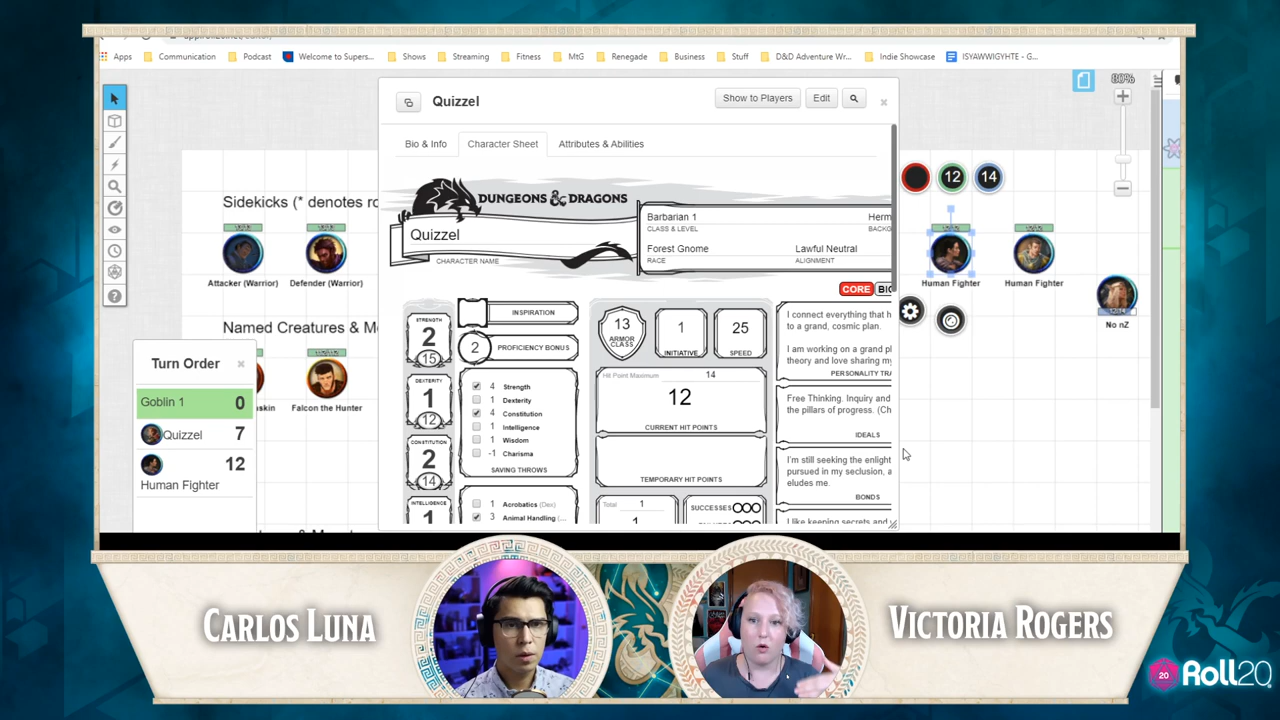 Apps Communication Podcast Welcome to Supers... Shows Streaming Fitness MtG Renegade Business Stuff D&D Adventure Wr... Indie Showcase ISYAWWIGYHTE - G...
80%
Quizzel
Show to Players
Edit
Bio & Info
Character Sheet
Attributes & Abilities
Sidekicks (* denotes ro
Attacker (Warrior)
Defender (Warrior)
Named Creatures & M
skin
Falcon the Hunter
Turn Order
Goblin 1 0
Quizzel 7
12
Human Fighter
DUNGEONS & DRAGONS
Quizzel
CHARACTER NAME
Barbarian 1
Herm
CLASS & LEVEL
BACKG
Forest Gnome
Lawful Neutral
RACE
ALIGNMENT
CORE
BIO
STRENGTH
2
15
DEXTERITY
1
12
CONSTITUTION
2
14
INTELLIGENCE
1
INSPIRATION
2 PROFICIENCY BONUS
4 Strength
1 Dexterity
4 Constitution
1 Intelligence
1 Wisdom
-1 Charisma
SAVING THROWS
1 Acrobatics (Dex)
3 Animal Handling (...
13
ARMOR
CLASS
1
INITIATIVE
25
SPEED
Hit Point Maximum 14
12
CURRENT HIT POINTS
TEMPORARY HIT POINTS
Total 1
SUCCESSES
I connect everything that h
to a grand, cosmic plan.
I am working on a grand pl
theory and love sharing m
PERSONALITY TRA
Free Thinking. Inquiry and
the pillars of progress. (Ch
IDEALS
I'm still seeking the enlight
pursued in my seclusion, a
eludes me.
BONDS
I like keeping secrets and
12
14
Human Fighter
Human Fighter
No nZ
CARLOS LUNA
VICTORIA ROGERS
20
Roll20